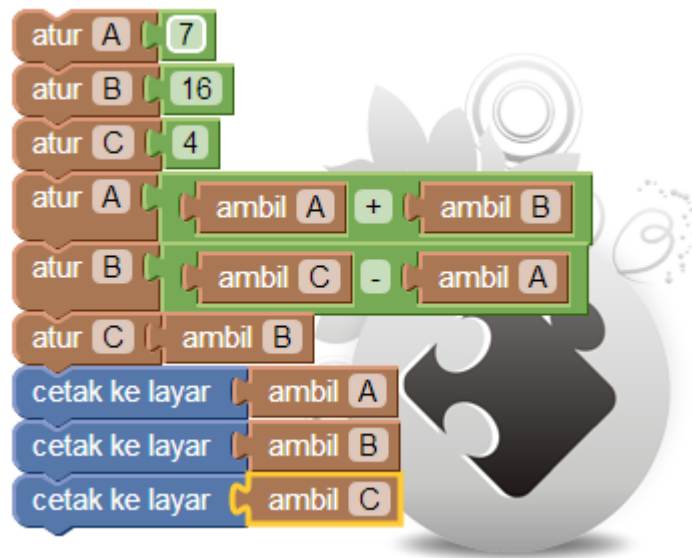 atur A 7
atur B 16
atur C 4
atur A ambil A + ambil B
atur B ambil C - ambil A
atur C ambil B
cetak ke layar ambil A
cetak ke layar ambil B
cetak ke layar ambil C